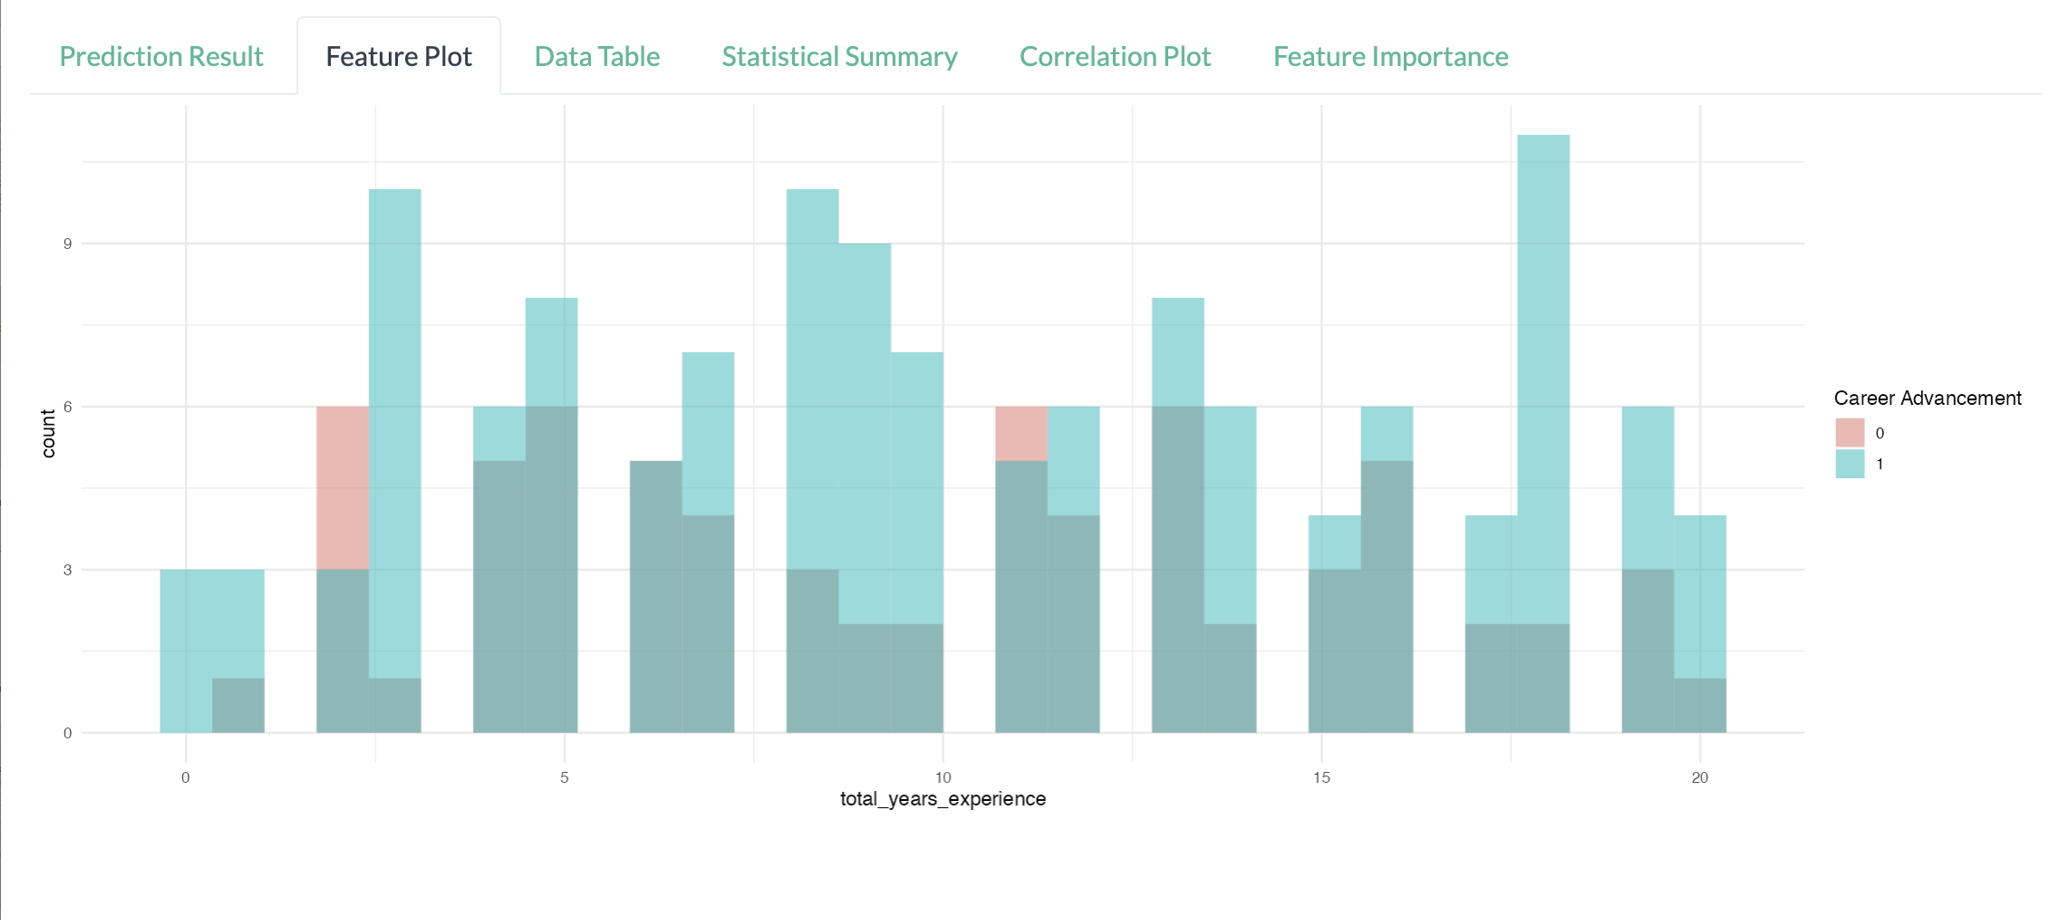 Prediction Result Feature Plot Data Table Statistical Summary Correlation Plot Feature Importance
9
6
3
0
count
0 5 10 15 20
total_years_experience
Career Advancement
0
1